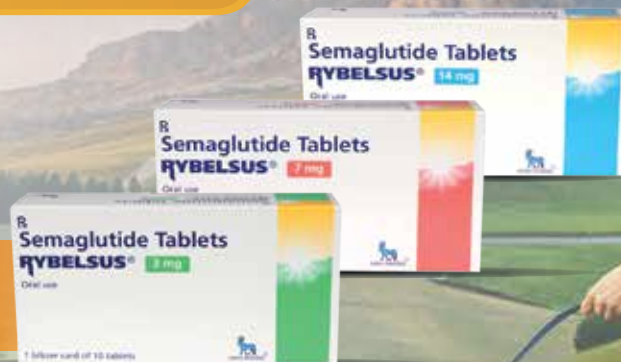 ℞
Semaglutide Tablets
RYBELSUS® 14 mg
Oral use
℞
Semaglutide Tablets
RYBELSUS® 7 mg
Oral use
℞
Semaglutide Tablets
RYBELSUS® 3 mg
Oral use
1 blister card of 10 tablets